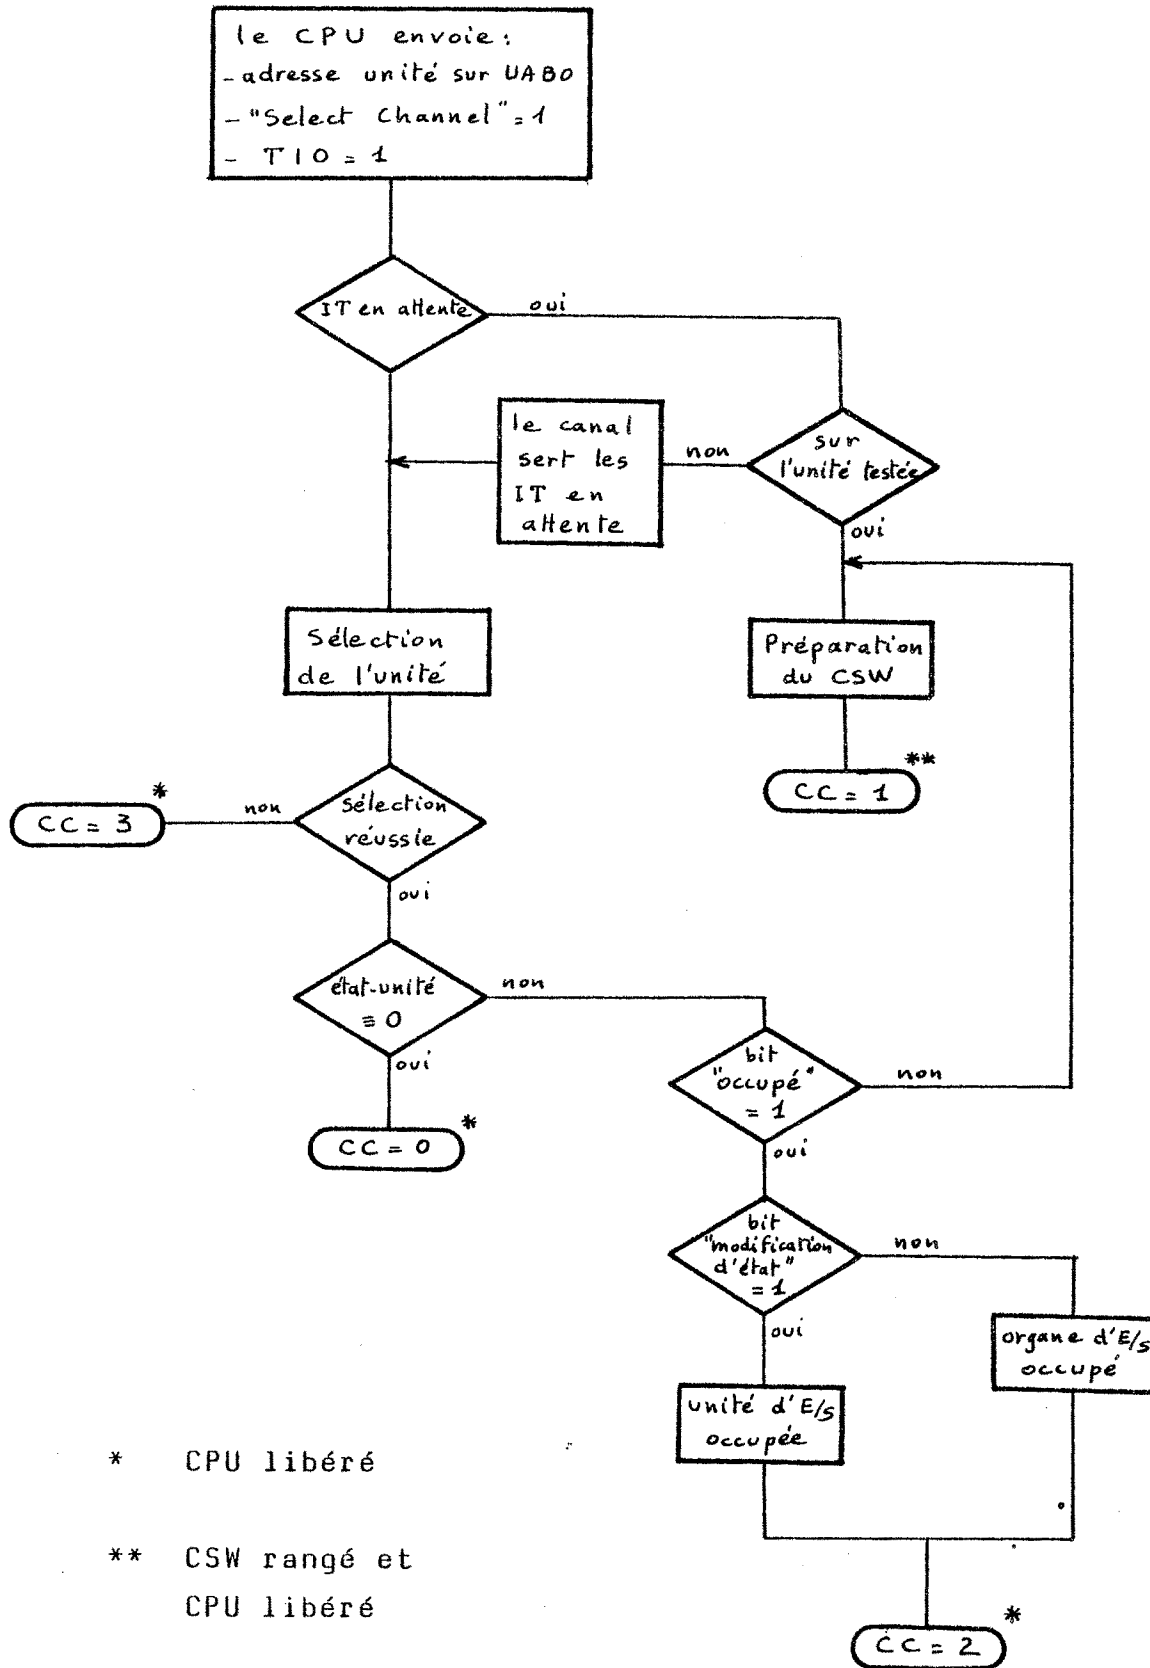 le CPU envoie :
- adresse unité sur UABO
- "Select Channel" = 1
- TIO = 1
IT en attente
oui
sur
l'unité testée
non
le canal
sert les
IT en
attente
oui
Sélection
de l'unité
Préparation
du CSW
**
CC = 1
*
CC = 3
non
sélection
réussie
oui
état-unité
≡ 0
non
oui
bit
"occupé"
= 1
non
*
CC = 0
oui
bit
"modification
d'état"
= 1
non
oui
organe d'E/S
occupé
unité d'E/S
occupée
* CPU libéré
** CSW rangé et
CPU libéré
*
CC = 2